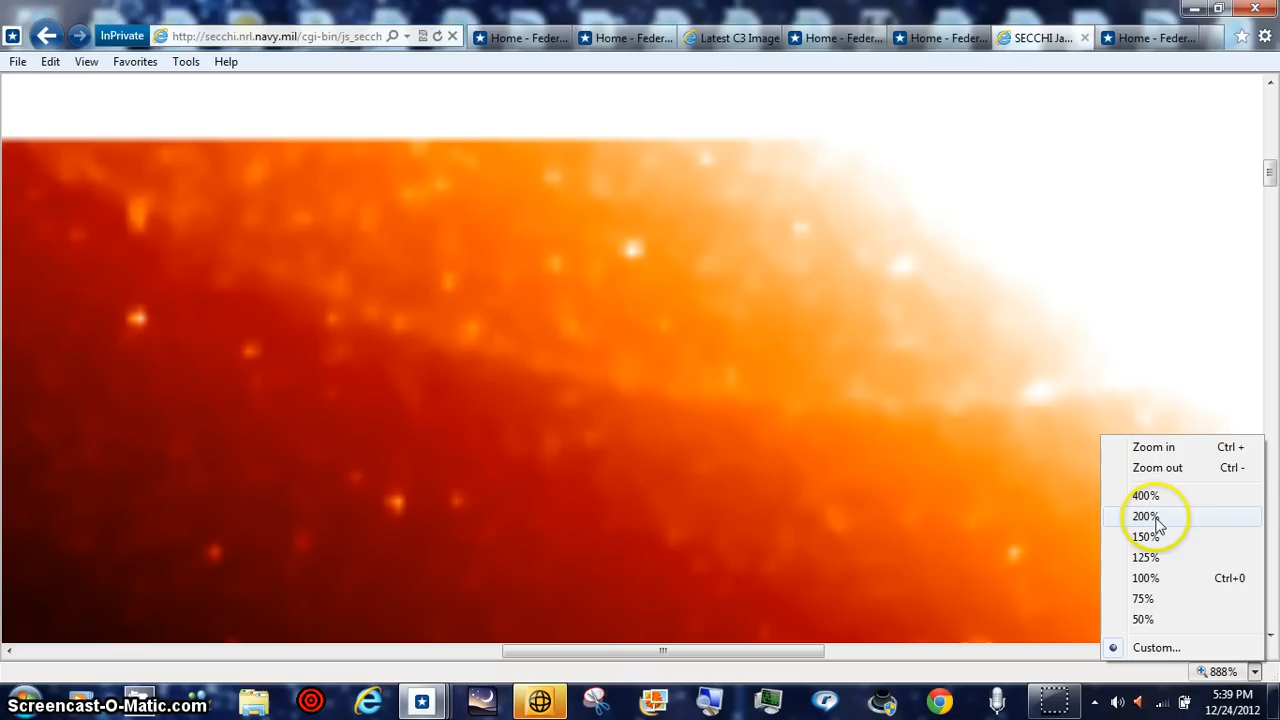 InPrivate
http://secchi.nrl.navy.mil/cgi-bin/js_secch
Home - Feder...
Home - Feder...
Latest C3 Image
Home - Feder...
Home - Feder...
SECCHI Ja...
Home - Feder...
File Edit View Favorites Tools Help
Zoom in Ctrl +
Zoom out Ctrl -
400%
200%
150%
125%
100% Ctrl+0
75%
50%
Custom...
888%
5:39 PM
12/24/2012
Screencast-O-Matic.com